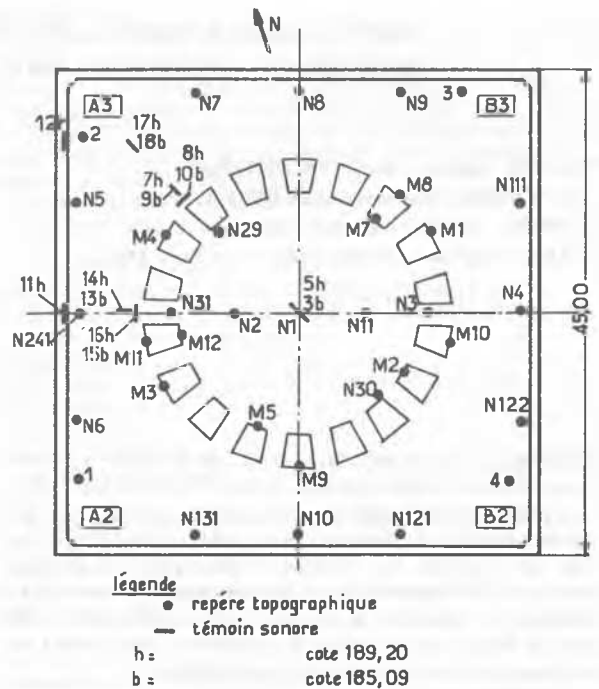 N
A3
N7
N8
N9
3
B3
12
2
17h
18b
8h
10b
7h
9b
M8
N5
N111
M7
M1
M4
N29
11h
14h
13b
5h
3b
N31
N2
N1
N11
N3
N4
45,00
N241
16h
15b
M11
M12
M10
M3
M2
N30
N6
M5
N122
1
M9
4
A2
N131
N10
N121
B2
légende
repére topographique
témoin sonore
h = cote 189,20
b = cote 185,09